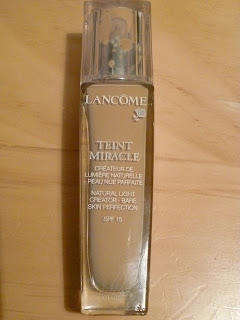 LANCÔME
TEINT
MIRACLE
CRÉATEUR DE
LUMIÈRE NATURELLE
PEAU NUE PARFAITE
NATURAL LIGHT
CREATOR - BARE
SKIN PERFECTION
SPF 15